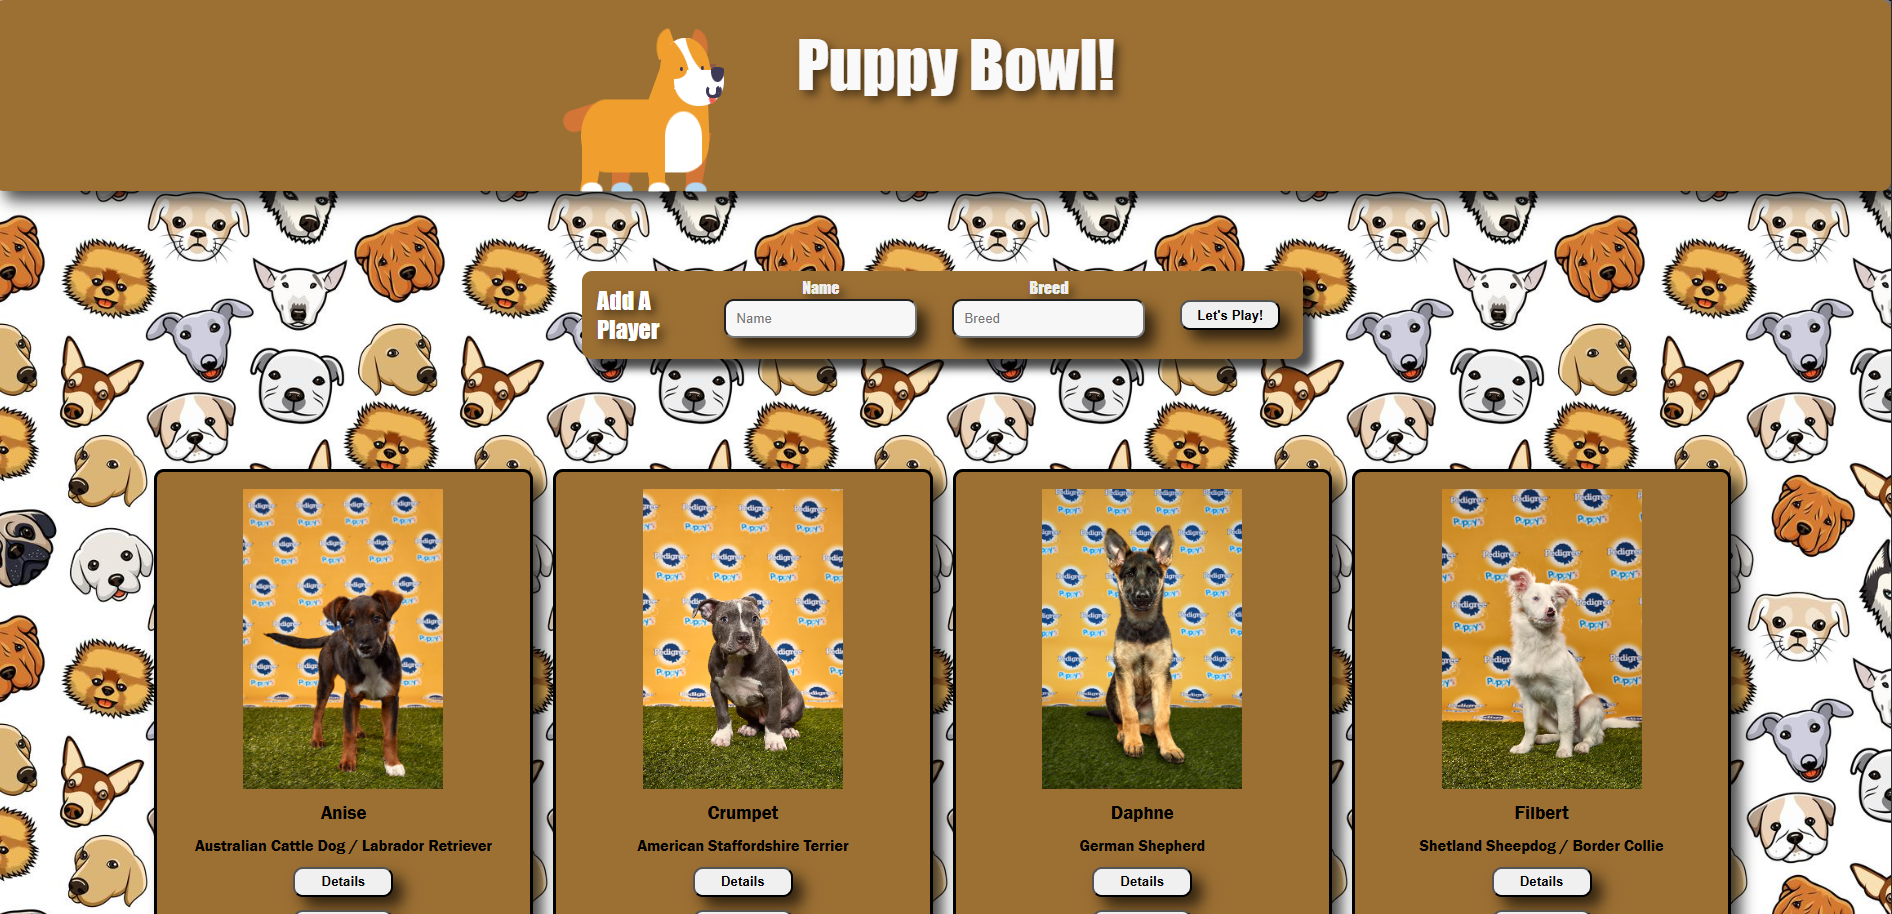 Puppy Bowl!
Add A
Player
Name
Name
Breed
Breed
Let's Play!
Anise
Australian Cattle Dog / Labrador Retriever
Details
Crumpet
American Staffordshire Terrier
Details
Daphne
German Shepherd
Details
Filbert
Shetland Sheepdog / Border Collie
Details